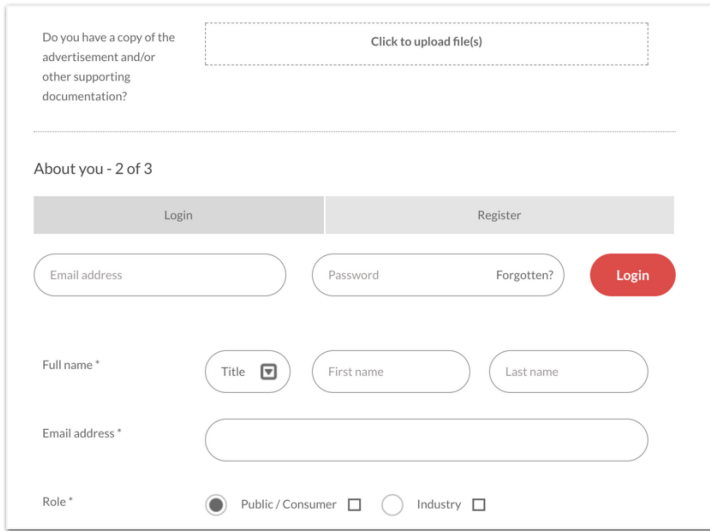 Do you have a copy of the
advertisement and/or
other supporting
documentation?
Click to upload file(s)
About you - 2 of 3
Login
Register
Email address
Password
Forgotten?
Login
Full name *
Title
First name
Last name
Email address *
Role *
Public / Consumer
Industry